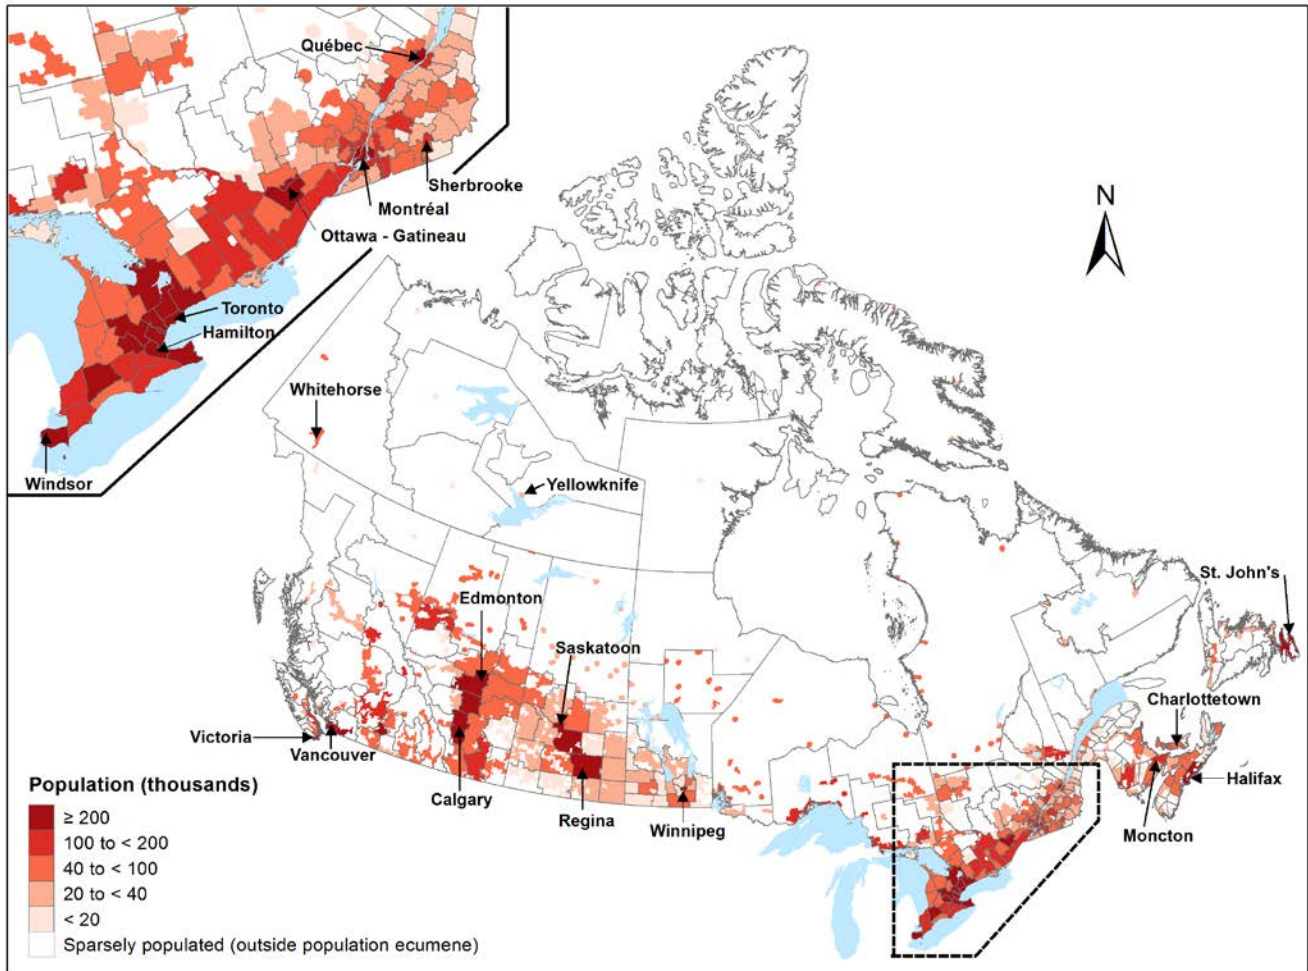 Québec
Sherbrooke
Montréal
Ottawa - Gatineau
Toronto
Hamilton
Windsor
N
Whitehorse
Yellowknife
St. John's
Edmonton
Saskatoon
Charlottetown
Victoria
Vancouver
Calgary
Regina
Winnipeg
Halifax
Moncton
Population (thousands)
≥ 200
100 to < 200
40 to < 100
20 to < 40
< 20
Sparsely populated (outside population ecumene)